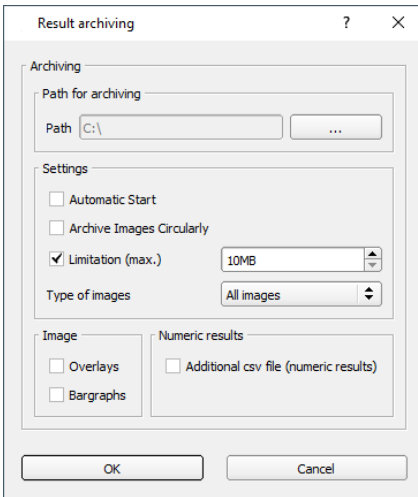 Result archiving ? ×
Archiving
Path for archiving
Path C:\ ...
Settings
Automatic Start
Archive Images Circularly
Limitation (max.) 10MB
Type of images All images
Image Numeric results
Overlays Additional csv file (numeric results)
Bargraphs
OK Cancel